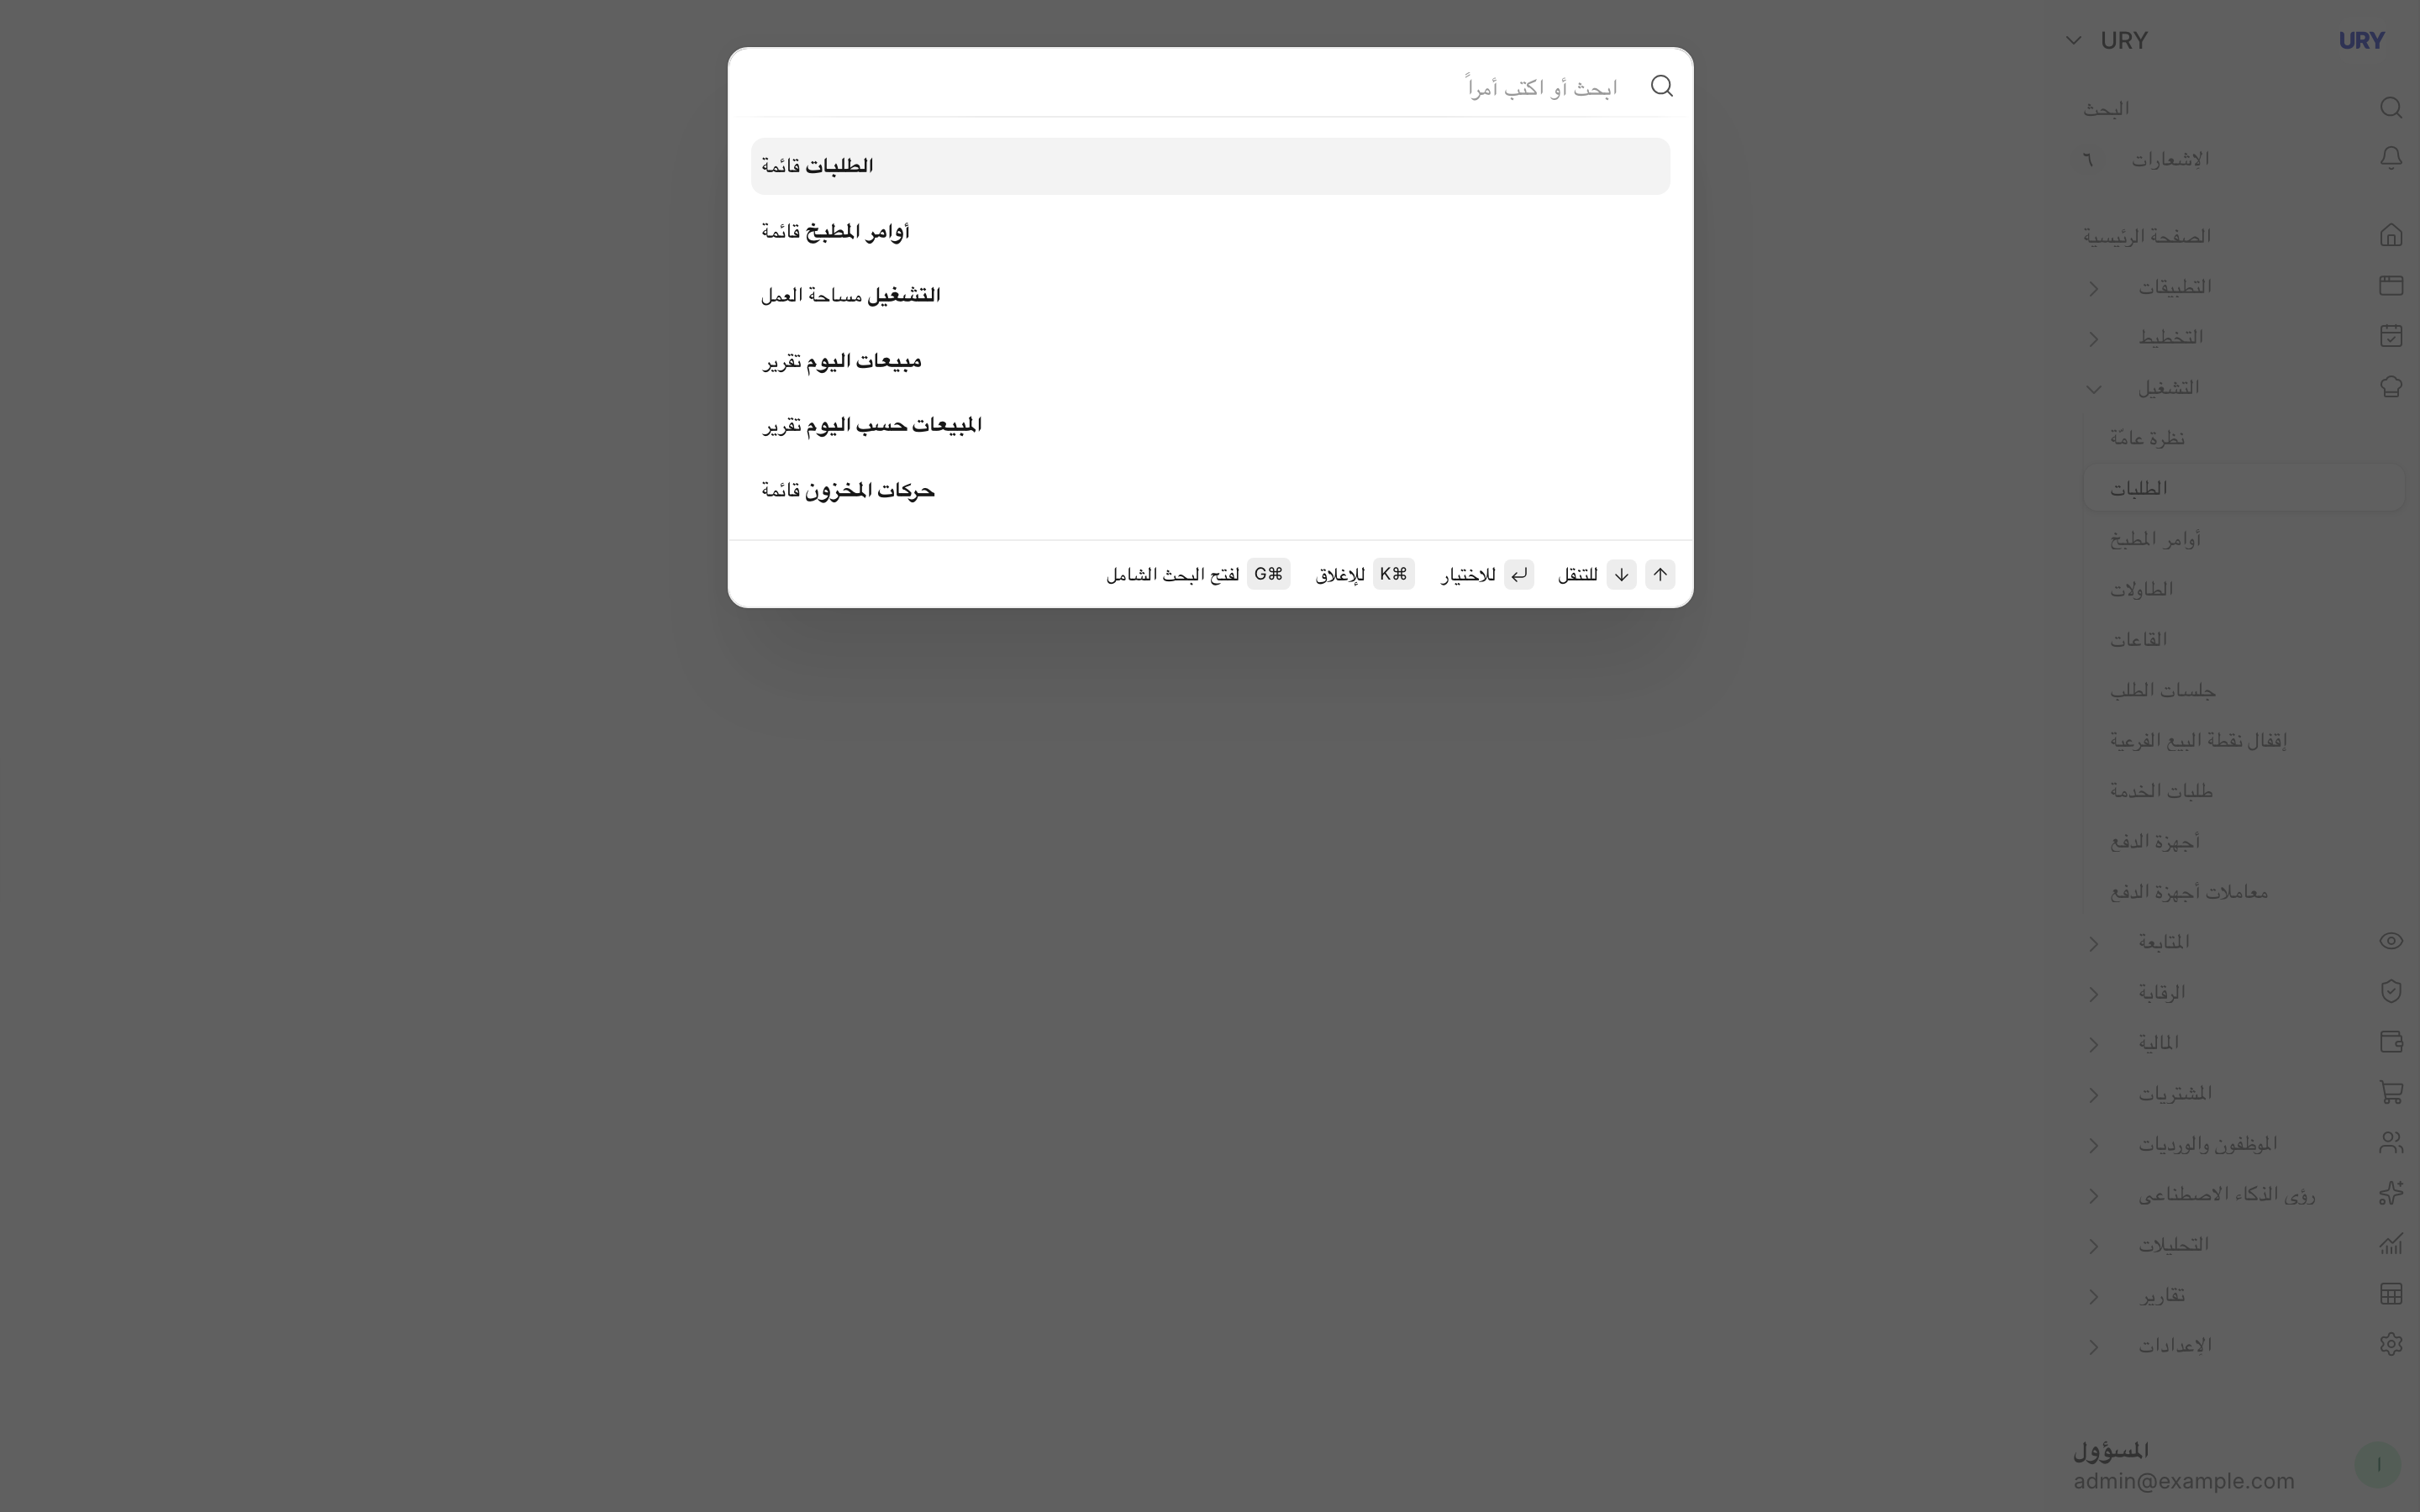 ابحث أو اكتب أمراً
الطلبات قائمة
أوامر المطبخ قائمة
التشغيل مساحة العمل
مبيعات اليوم تقرير
المبيعات حسب اليوم تقرير
حركات المخزون قائمة
للتنقل
للاختيار
⌘K للإغلاق
⌘G لفتح البحث الشامل
URY URY
البحث
الإشعارات ٦
الصفحة الرئيسية
التطبيقات
التخطيط
التشغيل
نظرة عامّة
الطلبات
أوامر المطبخ
الطاولات
القاعات
جلسات الطلب
إقفال نقطة البيع الفرعية
طلبات الخدمة
أجهزة الدفع
معاملات أجهزة الدفع
المتابعة
الرقابة
المالية
المشتريات
الموظفون والورديات
رؤى الذكاء الاصطناعي
التحليلات
تقارير
الإعدادات
ا
المسؤول
admin@example.com